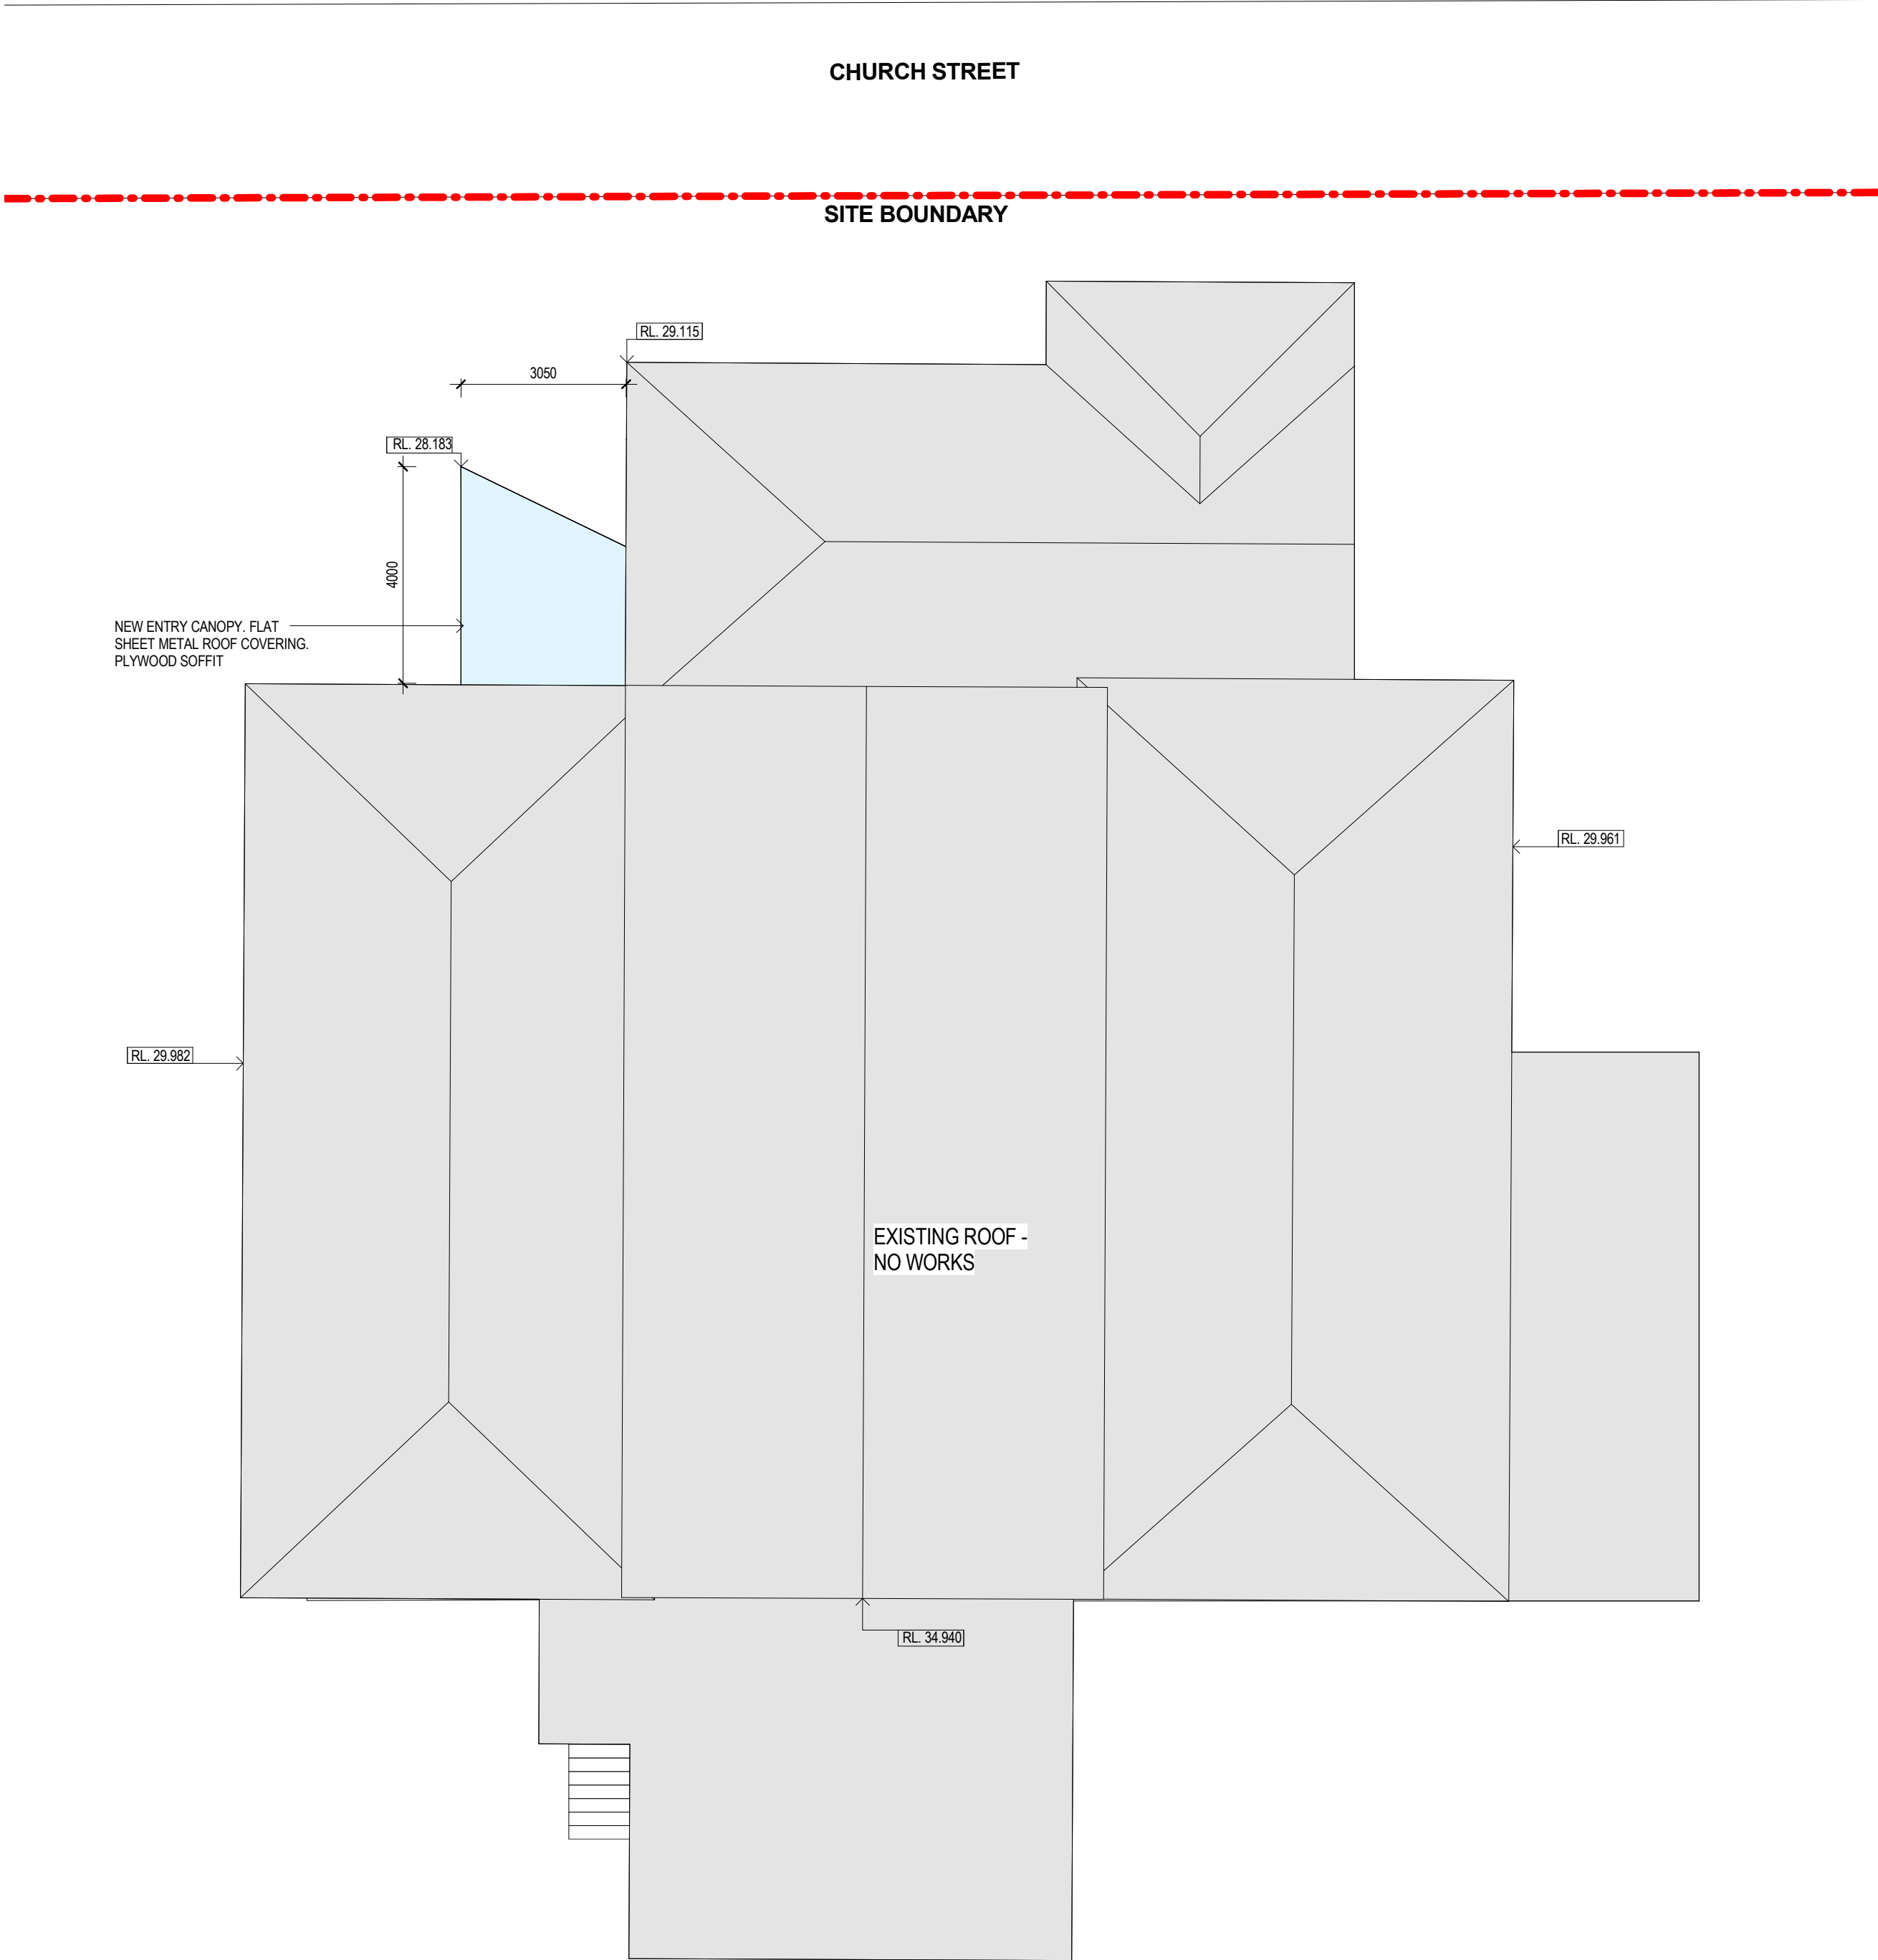 CHURCH STREET
SITE BOUNDARY
RL. 29.115
3050
RL. 28.183
4000
NEW ENTRY CANOPY. FLAT
SHEET METAL ROOF COVERING.
PLYWOOD SOFFIT
RL. 29.961
RL. 29.982
EXISTING ROOF -
NO WORKS
RL. 34.940